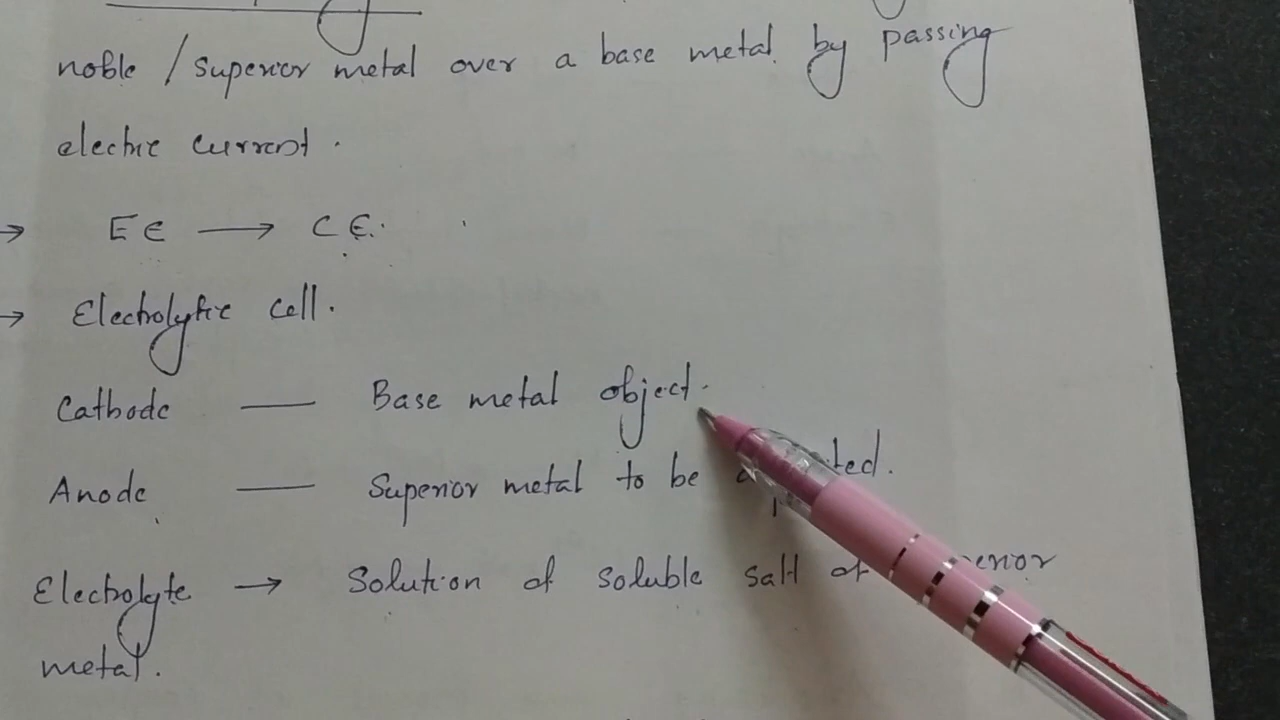 noble / superior metal over a base metal by passing
electric current.
→ EE → CE.
→ Electrolytic cell.
Cathode — Base metal object.
Anode — Superior metal to be
Electrolyte → Solution of soluble salt of
metal.